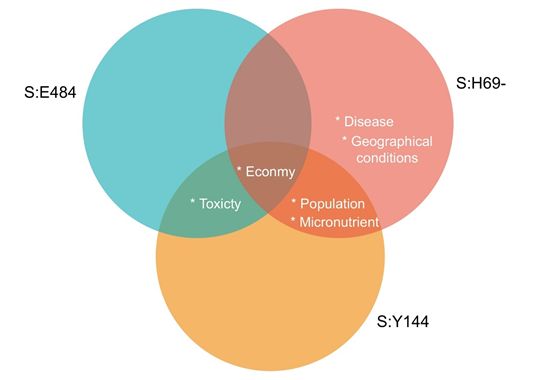 S:E484
S:H69-
* Disease
* Geographical
conditions
* Econmy
* Toxicty
* Population
* Micronutrient
S:Y144